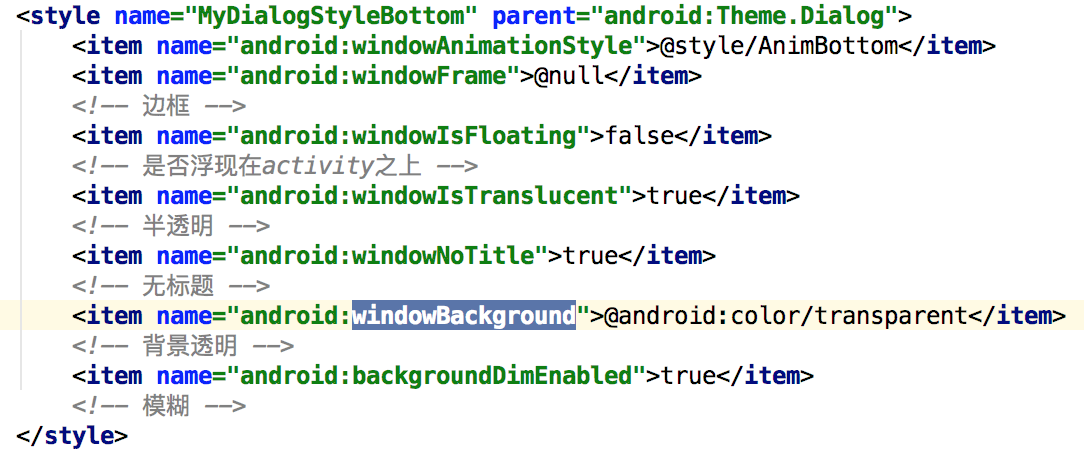 <style name="MyDialogStyleBottom" parent="android:Theme.Dialog">
<item name="android:windowAnimationStyle">@style/AnimBottom</item>
<item name="android:windowFrame">@null</item>
<!-- 边框 -->
<item name="android:windowIsFloating">false</item>
<!-- 是否浮现在activity之上 -->
<item name="android:windowIsTranslucent">true</item>
<!-- 半透明 -->
<item name="android:windowNoTitle">true</item>
<!-- 无标题 -->
<item name="android:windowBackground">@android:color/transparent</item>
<!-- 背景透明 -->
<item name="android:backgroundDimEnabled">true</item>
<!-- 模糊 -->
</style>